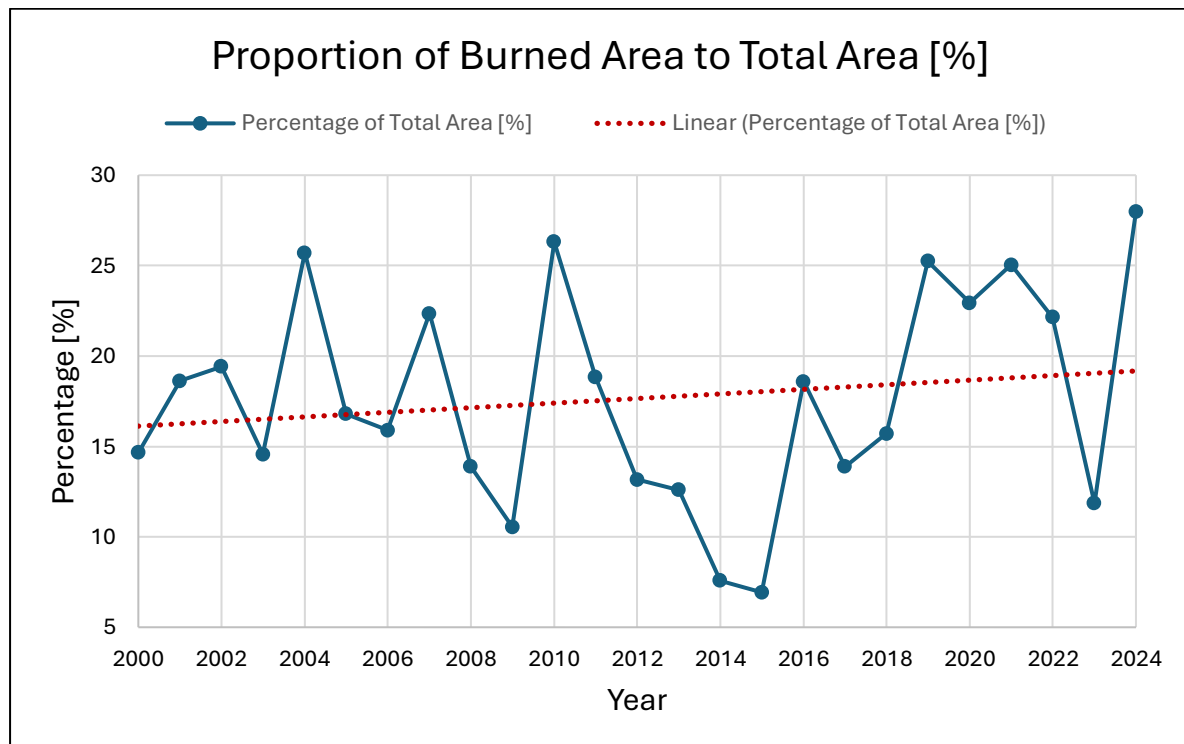 Proportion of Burned Area to Total Area [%]
Percentage of Total Area [%] Linear (Percentage of Total Area [%])
30
25
20
15
10
5
Percentage [%]
2000 2002 2004 2006 2008 2010 2012 2014 2016 2018 2020 2022 2024
Year